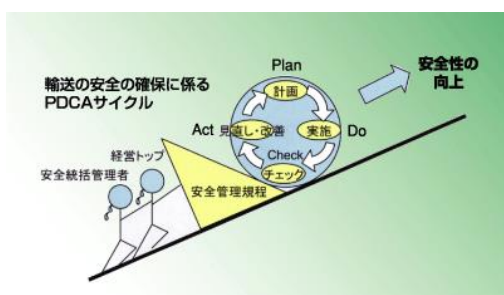 輸送の安全の確保に係る
PDCAサイクル
Plan
計画
安全性の
向上
Act 見直し・改善
実施 Do
Check
チェック
経営トップ
安全統括管理者
安全管理規程